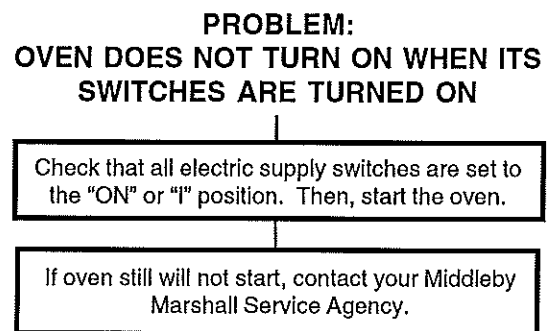 PROBLEM:
OVEN DOES NOT TURN ON WHEN ITS
SWITCHES ARE TURNED ON
Check that all electric supply switches are set to
the “ON” or “I” position. Then, start the oven.
If oven still will not start, contact your Middleby
Marshall Service Agency.